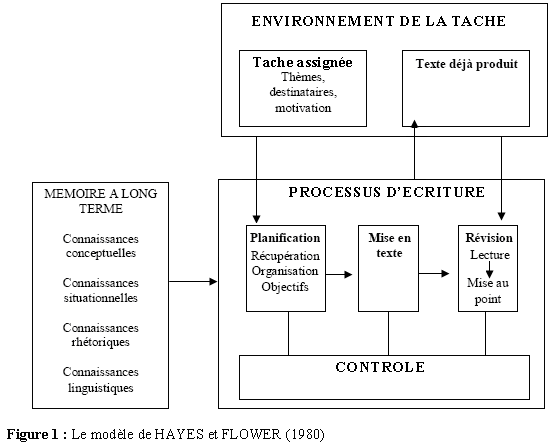 ENVIRONNEMENT DE LA TACHE
Tache assignée
Thèmes,
destinataires,
motivation
Texte déjà produit
MEMOIRE A LONG
TERME
Connaissances
conceptuelles
Connaissances
situationnelles
Connaissances
rhétoriques
Connaissances
linguistiques
PROCESSUS D'ECRITURE
Planification
Récupération
Organisation
Objectifs
Mise en
texte
Révision
Lecture
Mise au
point
CONTROLE
Figure 1 : Le modèle de HAYES et FLOWER (1980)